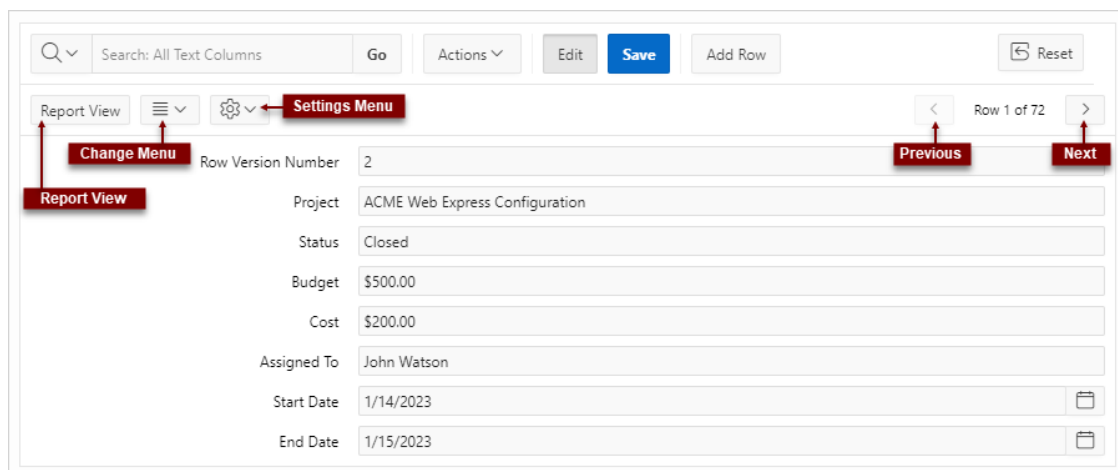 Search: All Text Columns Go Actions Edit Save Add Row Reset
Report View Settings Menu Row 1 of 72
Change Menu Previous Next
Row Version Number 2
Report View
Project ACME Web Express Configuration
Status Closed
Budget $500.00
Cost $200.00
Assigned To John Watson
Start Date 1/14/2023
End Date 1/15/2023